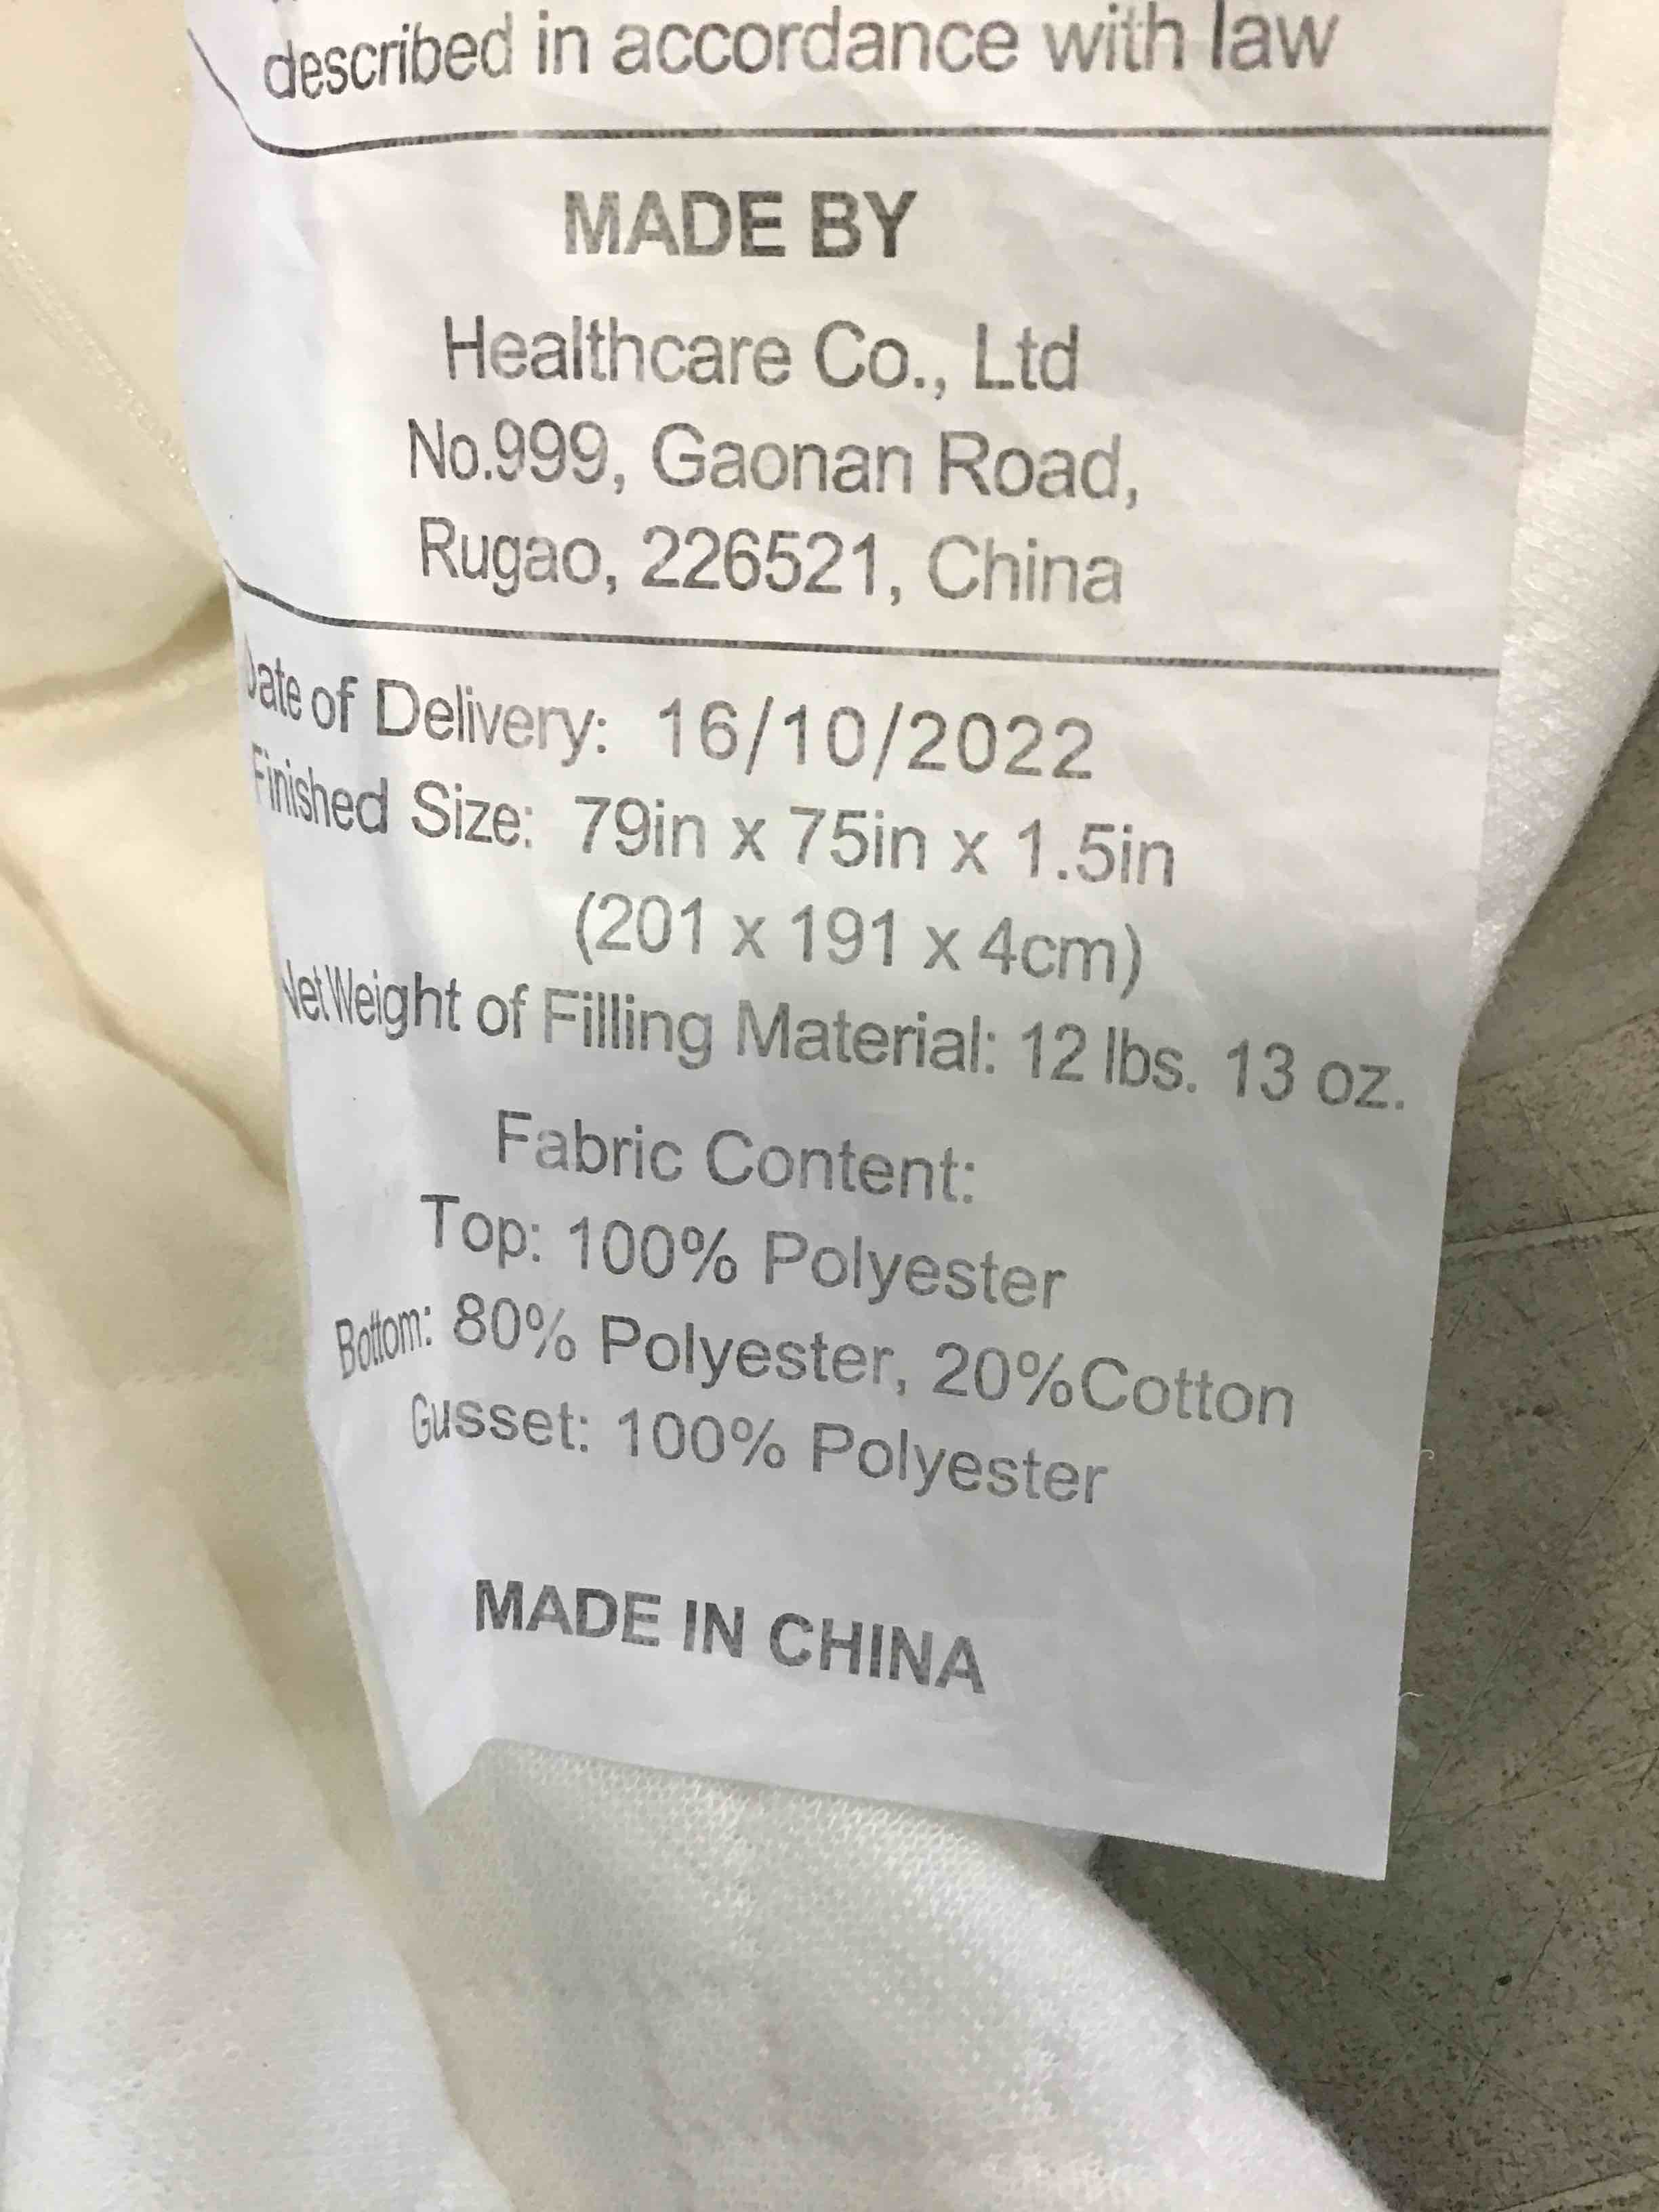 described in accordance with law
MADE BY
Healthcare Co., Ltd
No.999, Gaonan Road,
Rugao, 226521, China
Date of Delivery: 16/10/2022
Finished Size: 79in x 75in x 1.5in
(201 x 191 x 4cm)
Net Weight of Filling Material: 12 lbs. 13 oz.
Fabric Content:
Top: 100% Polyester
Bottom: 80% Polyester, 20%Cotton
Gusset: 100% Polyester
MADE IN CHINA